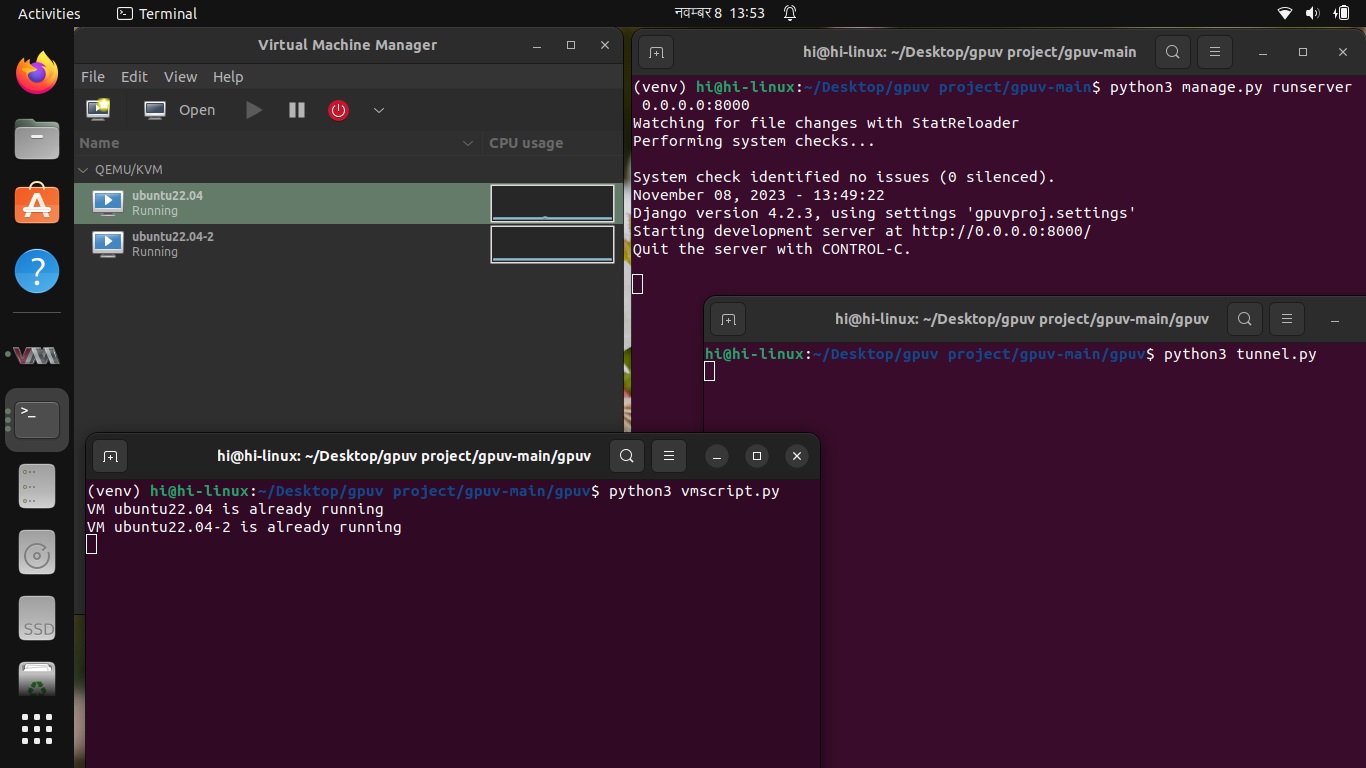 Activities
Terminal
नवम्बर 8 13:53
Virtual Machine Manager
File Edit View Help
Open
Name
CPU usage
QEMU/KVM
ubuntu22.04
Running
ubuntu22.04-2
Running
hi@hi-linux: ~/Desktop/gpuv project/gpuv-main
(venv) hi@hi-linux:~/Desktop/gpuv project/gpuv-main$ python3 manage.py runserver
0.0.0.0:8000
Watching for file changes with StatReloader
Performing system checks...
System check identified no issues (0 silenced).
November 08, 2023 - 13:49:22
Django version 4.2.3, using settings 'gpuvproj.settings'
Starting development server at http://0.0.0.0:8000/
Quit the server with CONTROL-C.
hi@hi-linux: ~/Desktop/gpuv project/gpuv-main/gpuv
hi@hi-linux:~/Desktop/gpuv project/gpuv-main/gpuv$ python3 tunnel.py
hi@hi-linux: ~/Desktop/gpuv project/gpuv-main/gpuv
(venv) hi@hi-linux:~/Desktop/gpuv project/gpuv-main/gpuv$ python3 vmscript.py
VM ubuntu22.04 is already running
VM ubuntu22.04-2 is already running
SSD